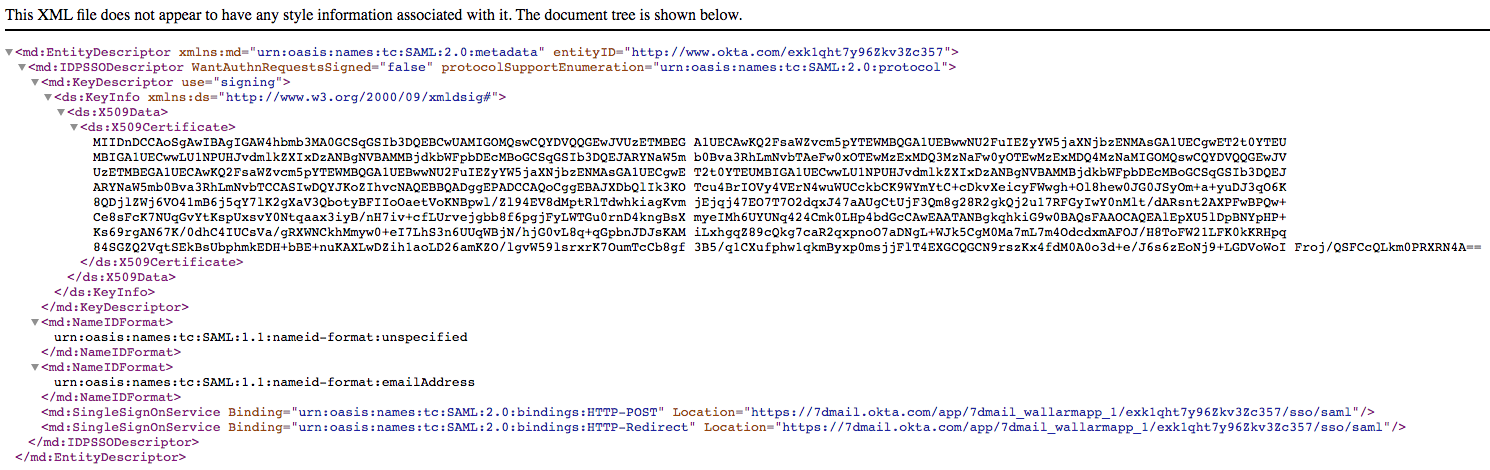 This XML file does not appear to have any style information associated with it. The document tree is shown below.
<md:EntityDescriptor xmlns:md="urn:oasis:names:tc:SAML:2.0:metadata" entityID="http://www.okta.com/exk1qht7y96Zkv3Zc357">
<md:IDPSSODescriptor WantAuthnRequestsSigned="false" protocolSupportEnumeration="urn:oasis:names:tc:SAML:2.0:protocol">
<md:KeyDescriptor use="signing">
<ds:KeyInfo xmlns:ds="http://www.w3.org/2000/09/xmldsig#">
<ds:X509Data>
<ds:X509Certificate>
MIIDnDCCAoSgAwIBAgIGAW4hbmb3MA0GCSqGSIb3DQEBCwUAMIGOMQswCQYDVQQGEwJVUzETMBEG A1UECAwKQ2FsaWZvcm5pYTEWMBQGA1UEBwwNU2FuIEZyYW5jaXNjbzENMAsGA1UECgwET2t0YTEU
MBIGA1UECwwLU1NPUHJvdmlkZXIxDzANBgNVBAMMBjdkbWFpbDEcMBoGCSqGSIb3DQEJARYNaW5m b0Bva3RhLmNvbTAeFw0xOTEwMzExMDQ3MzNaFw0yOTEwMzExMDQ4MzNaMIGOMQswCQYDVQQGEwJV
UzETMBEGA1UECAwKQ2FsaWZvcm5pYTEWMBQGA1UEBwwNU2FuIEZyYW5jaXNjbzENMAsGA1UECgwE T2t0YTEUMBIGA1UECwwLU1NPUHJvdmlkZXIxDzANBgNVBAMMBjdkbWFpbDEcMBoGCSqGSIb3DQEJ
ARYNaW5mb0Bva3RhLmNvbTCCASIwDQYJKoZIhvcNAQEBBQADggEPADCCAQoCggEBAJXDbQlIk3KO Tcu4BrIOVy4VErN4wuWUCckbCK9WYmYtC+cDkvXeicyFWwgh+Ol8hew0JG0JSyOm+a+yuDJ3qO6K
8QDjlZWj6VO41mB6j5qY7lK2gXaV3QbotyBFIIoOaetVoKNBpwl/Zl94EV8dMptRlTdwhkiagKvm jEjqj47EO7T7O2dqxJ47aAUgCtUjF3Qm8g28R2gkQj2ul7RFGyIwY0nMlt/dARsnt2AXPFwBPQw+
Ce8sFcK7NUqGvYtKspUxsvY0Ntqaax3iyB/nH7iv+cfLUrvejgbb8f6pgjFyLWTGu0rnD4kngBsX myeIMh6UYUNq424Cmk0LHp4bdGcCAwEAATANBgkqhkiG9w0BAQsFAAOCAQEAlEpXU5lDpBNYpHP+
Ks69rgAN67K/0dhC4IUCsVa/gRXWNCkhMmyw0+eI7LhS3n6UUqWBjN/hjG0vL8q+qGpbnDJDsKAM iLxhgqZ89cQkg7caR2qxpnoO7aDNgL+WJk5CgM0Ma7mL7m4OdcdxmAFOJ/H8ToFW21LFK0kKRHpq
84SGZQ2VqtSEkBsUbphmkEDH+bBE+nuKAXLwDZih1aoLD26amKZO/lgvW59lsrxrK7OumTcCb8gf 3B5/q1CXufphw1qkmByxp0msjjFlT4EXGCQGCN9rszKx4fdM0A0o3d+e/J6s6zEoNj9+LGDVoWoI Froj/QSFCcQLkm0PRXRN4A==
</ds:X509Certificate>
</ds:X509Data>
</ds:KeyInfo>
</md:KeyDescriptor>
<md:NameIDFormat>
urn:oasis:names:tc:SAML:1.1:nameid-format:unspecified
</md:NameIDFormat>
<md:NameIDFormat>
urn:oasis:names:tc:SAML:1.1:nameid-format:emailAddress
</md:NameIDFormat>
<md:SingleSignOnService Binding="urn:oasis:names:tc:SAML:2.0:bindings:HTTP-POST" Location="https://7dmail.okta.com/app/7dmail_wallarmapp_1/exk1qht7y96Zkv3Zc357/sso/saml"/>
<md:SingleSignOnService Binding="urn:oasis:names:tc:SAML:2.0:bindings:HTTP-Redirect" Location="https://7dmail.okta.com/app/7dmail_wallarmapp_1/exk1qht7y96Zkv3Zc357/sso/saml"/>
</md:IDPSSODescriptor>
</md:EntityDescriptor>